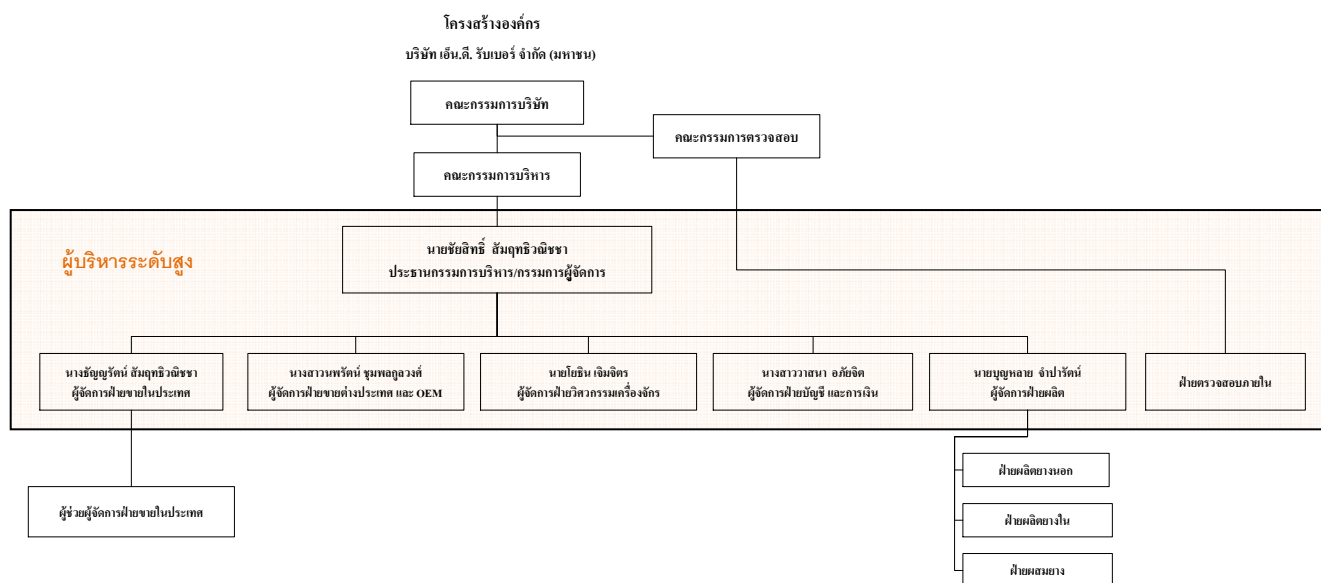 โครงสร้างองค์กร
บริษัท เอ็น.ดี. รับเบอร์ จำกัด (มหาชน)
คณะกรรมการบริษัท
คณะกรรมการตรวจสอบ
คณะกรรมการบริหาร
ผู้บริหารระดับสูง
นายชัยสิทธิ์ สัมฤทธิวณิชชา
ประธานกรรมการบริหาร/กรรมการผู้จัดการ
นางธัญญรัตน์ สัมฤทธิวณิชชา
ผู้จัดการฝ่ายขายในประเทศ
นางสาวนพรัตน์ ชุมพลกูลวงศ์
ผู้จัดการฝ่ายขายต่างประเทศ และ OEM
นายโยธิน เจิมจิตร
ผู้จัดการฝ่ายวิศวกรรมเครื่องจักร
นางสาววาสนา อภัยจิต
ผู้จัดการฝ่ายบัญชี และการเงิน
นายบุญหลาย จำปารัตน์
ผู้จัดการฝ่ายผลิต
ฝ่ายตรวจสอบภายใน
ผู้ช่วยผู้จัดการฝ่ายขายในประเทศ
ฝ่ายผลิตยางนอก
ฝ่ายผลิตยางใน
ฝ่ายผสมยาง